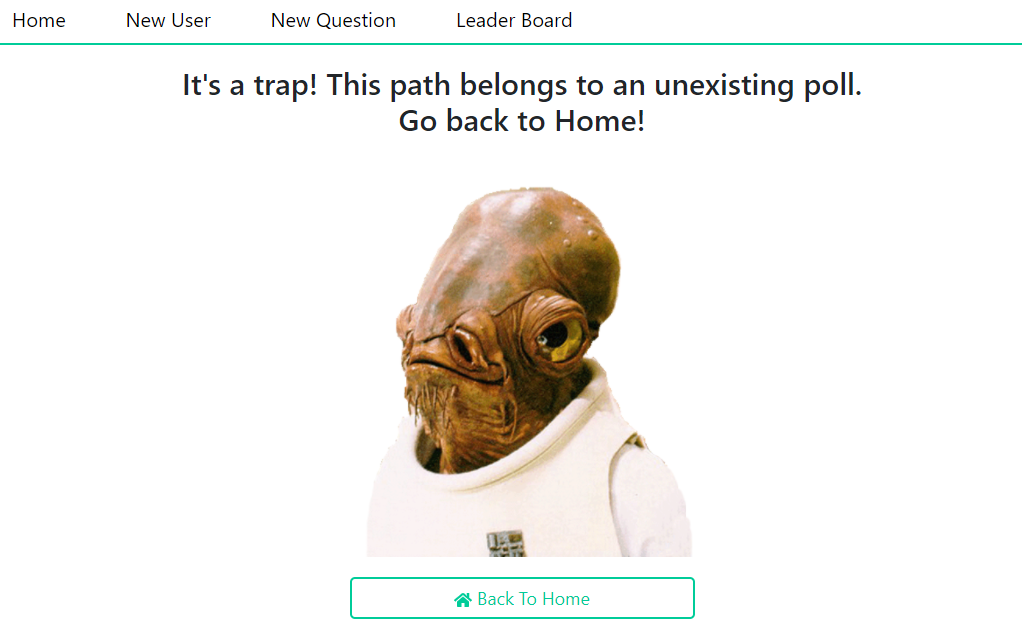 Home New User New Question Leader Board
It's a trap! This path belongs to an unexisting poll.
Go back to Home!
Back To Home